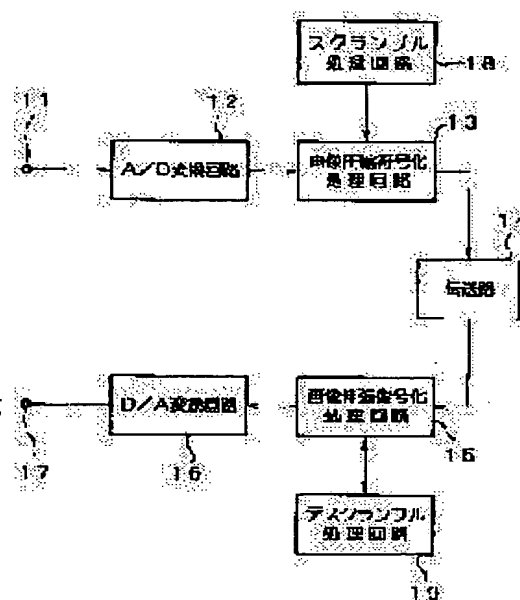 スクランブル
処理回路
18
11
12
13
A/D変換回路
画像圧縮符号化
処理回路
伝送路
D/A変換回路
画像伸張復号化
処理回路
15
17
16
デスクランブル
処理回路
19